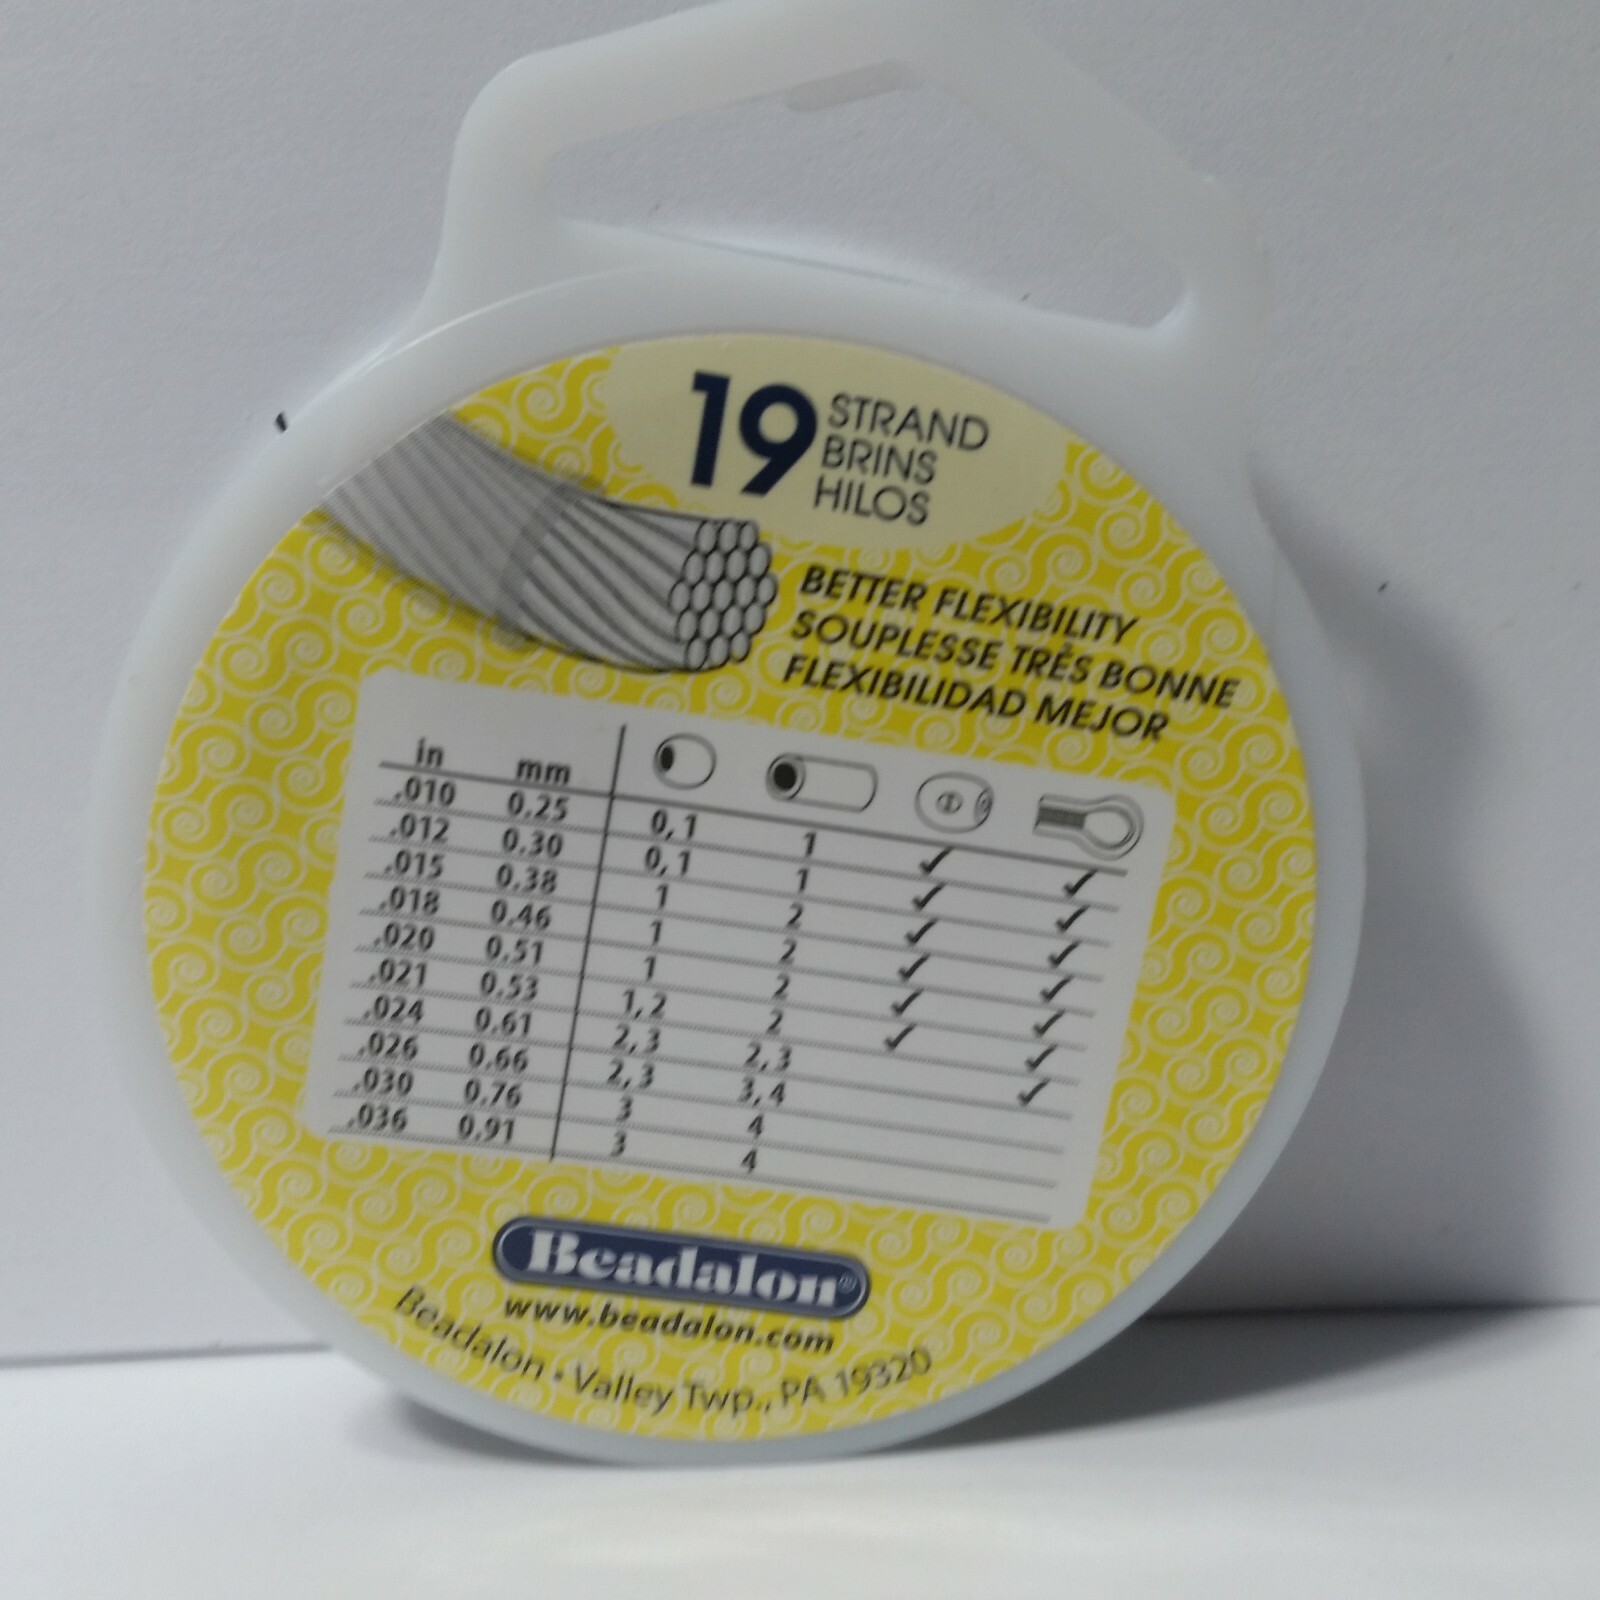 19 STRAND
BRINS
HILOS
BETTER FLEXIBILITY
SOUPLESSE TRÈS BONNE
FLEXIBILIDAD MEJOR
in mm
.010 0.25 0,1 1 ✓ ✓
.012 0.30 0,1 1 ✓ ✓
.015 0.38 1 2 ✓ ✓
.018 0.46 1 2 ✓ ✓
.020 0.51 1 2 ✓ ✓
.021 0.53 1,2 2 ✓ ✓
.024 0.61 2,3 2,3 ✓
.026 0.66 2,3 3,4
.030 0.76 3 4
.036 0.91 3 4
Beadalon®
www.beadalon.com
Beadalon • Valley Twp., PA 19320